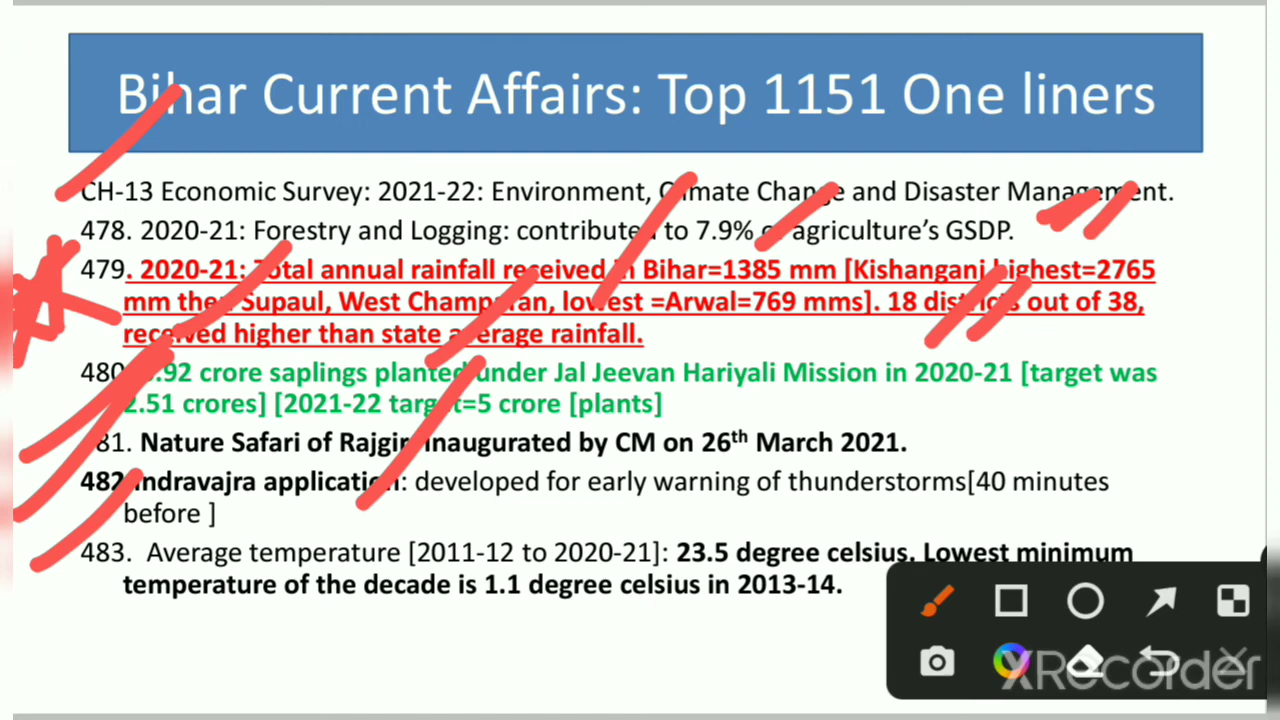 Bihar Current Affairs: Top 1151 One liners
CH-13 Economic Survey: 2021-22: Environment, Climate Change and Disaster Management.
478. 2020-21: Forestry and Logging: contributed to 7.9% of agriculture's GSDP.
479. 2020-21: Total annual rainfall received in Bihar=1385 mm [Kishanganj highest=2765
mm then Supaul, West Champaran, lowest =Arwal=769 mms]. 18 districts out of 38,
received higher than state average rainfall.
480. .92 crore saplings planted under Jal Jeevan Hariyali Mission in 2020-21 [target was
2.51 crores] [2021-22 target=5 crore [plants]
481. Nature Safari of Rajgir inaugurated by CM on 26th March 2021.
482. Indravajra application: developed for early warning of thunderstorms[40 minutes
before ]
483. Average temperature [2011-12 to 2020-21]: 23.5 degree celsius. Lowest minimum
temperature of the decade is 1.1 degree celsius in 2013-14.
XRecorder